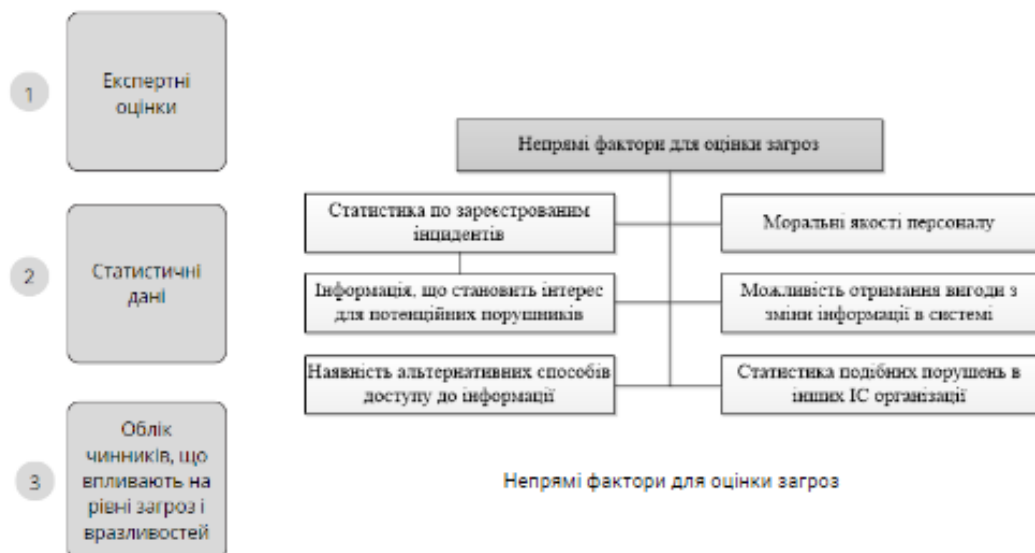 1
Експертні
оцінки
2
Статистичні
дані
3
Облік
чинників, що
впливають на
рівні загроз і
вразливостей
Непрямі фактори для оцінки загроз
Статистика по зареєстрованим
інцидентів
Моральні якості персоналу
Інформація, що становить інтерес
для потенційних порушників
Можливість отримання вигоди з
зміни інформації в системі
Наявність альтернативних способів
доступу до інформації
Статистика подібних порушень в
інших ІС організації
Непрямі фактори для оцінки загроз